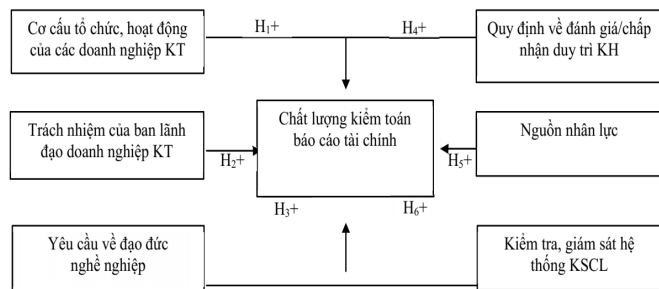 Cơ cấu tổ chức, hoạt động
của các doanh nghiệp KT
H₁+
H₄+
Quy định về đánh giá/chấp
nhận duy trì KH
Trách nhiệm của ban lãnh
đạo doanh nghiệp KT
H₂+
Chất lượng kiểm toán
báo cáo tài chính
H₅+
Nguồn nhân lực
H₃+
H₆+
Yêu cầu về đạo đức
nghề nghiệp
Kiểm tra, giám sát hệ
thống KSCL